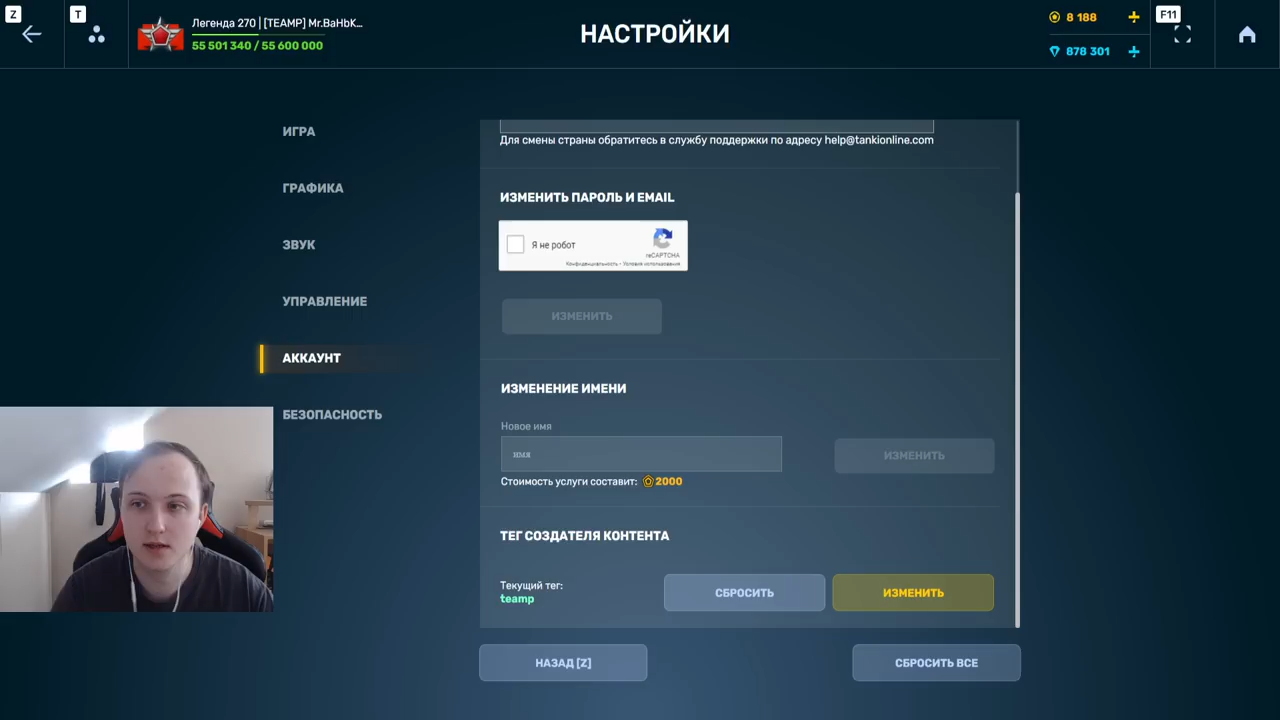 Z
T
Легенда 270 | [TEAMP] Mr.BaHbK...
55 501 340 / 55 600 000
НАСТРОЙКИ
8 188
878 301
F11
ИГРА
ГРАФИКА
ЗВУК
УПРАВЛЕНИЕ
АККАУНТ
БЕЗОПАСНОСТЬ
Для смены страны обратитесь в службу поддержки по адресу help@tankionline.com
ИЗМЕНИТЬ ПАРОЛЬ И EMAIL
Я не робот
reCAPTCHA
Конфиденциальность - Условия использования
ИЗМЕНИТЬ
ИЗМЕНЕНИЕ ИМЕНИ
Новое имя
имя
ИЗМЕНИТЬ
Стоимость услуги составит: 2000
ТЕГ СОЗДАТЕЛЯ КОНТЕНТА
Текущий тег:
teamp
СБРОСИТЬ
ИЗМЕНИТЬ
НАЗАД [Z]
СБРОСИТЬ ВСЕ